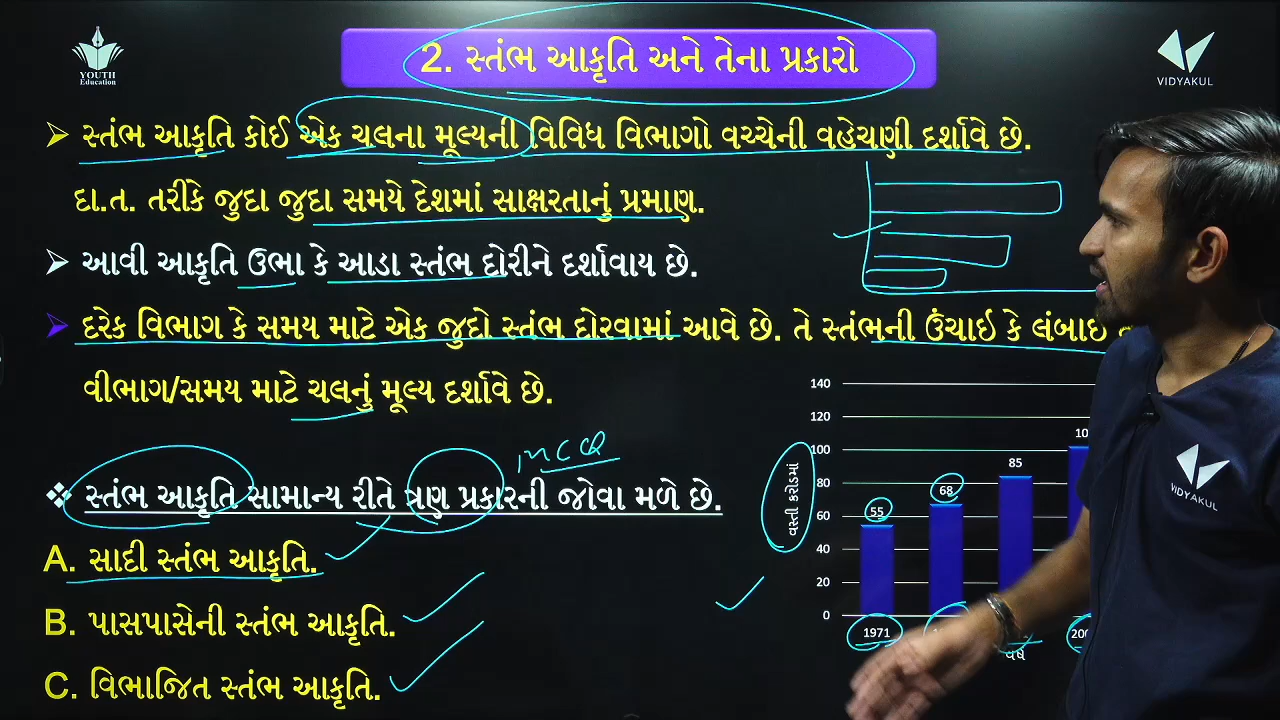 YOUTH
Education
2. સ્તંભ આકૃતિ અને તેના પ્રકારો
VIDYAKUL
➢ સ્તંભ આકૃતિ કોઈ એક ચલના મૂલ્યની વિવિધ વિભાગો વચ્ચેની વહેચણી દર્શાવે છે.
દા.ત. તરીકે જુદા જુદા સમયે દેશમાં સાક્ષરતાનું પ્રમાણ.
➢ આવી આકૃતિ ઉભા કે આડા સ્તંભ દોરીને દર્શાવાય છે.
➢ દરેક વિભાગ કે સમય માટે એક જુદો સ્તંભ દોરવામાં આવે છે. તે સ્તંભની ઉંચાઇ કે લંબાઇ
વીભાગ/સમય માટે ચલનું મૂલ્ય દર્શાવે છે.
MCQ
❖ સ્તંભ આકૃતિ સામાન્ય રીતે ત્રણ પ્રકારની જોવા મળે છે.
A. સાદી સ્તંભ આકૃતિ.
B. પાસપાસેની સ્તંભ આકૃતિ.
C. વિભાજિત સ્તંભ આકૃતિ.
140
120
100
80
60
40
20
0
વસ્તી કરોડમાં
55
68
85
1971
વર્ષ
VIDYAKUL